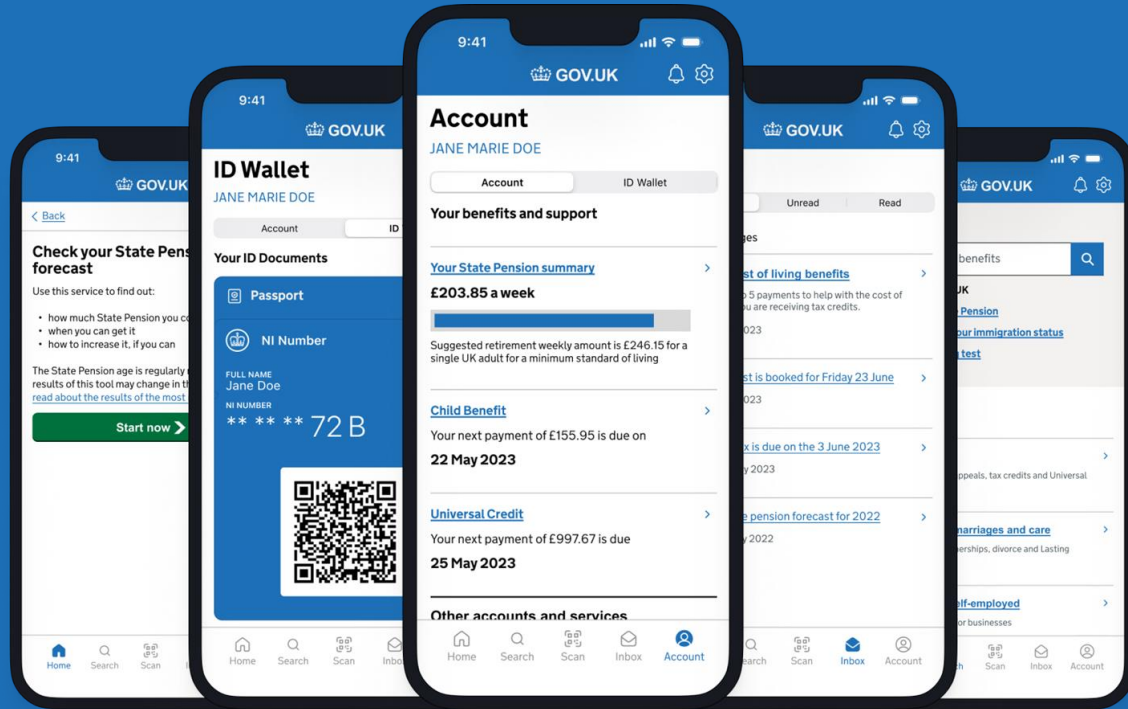 9:41
GOV.UK
Back
Check your State Pens
forecast
Use this service to find out:
how much State Pension you co
when you can get it
how to increase it, if you can
The State Pension age is regularly
results of this tool may change in th
read about the results of the most
Start now
Home
Search
Scan
9:41
GOV.UK
ID Wallet
JANE MARIE DOE
Account
ID
Your ID Documents
Passport
NI Number
FULL NAME
Jane Doe
NI NUMBER
** ** ** 72 B
Home
Search
Scan
Inbo
9:41
GOV.UK
Account
JANE MARIE DOE
Account
ID Wallet
Your benefits and support
Your State Pension summary
£203.85 a week
Suggested retirement weekly amount is £246.15 for a
single UK adult for a minimum standard of living
Child Benefit
Your next payment of £155.95 is due on
22 May 2023
Universal Credit
Your next payment of £997.67 is due
25 May 2023
Other accounts and services
Home
Search
Scan
Inbox
Account
GOV.UK
Unread
Read
ges
st of living benefits
5 payments to help with the cost of
ou are receiving tax credits.
023
st is booked for Friday 23 June
023
x is due on the 3 June 2023
y 2023
e pension forecast for 2022
y 2022
earch
Scan
Inbox
Account
GOV.UK
benefits
UK
Pension
our immigration status
test
ppeals, tax credits and Universal
marriages and care
nerships, divorce and Lasting
elf-employed
or businesses
ch
Scan
Inbox
Account